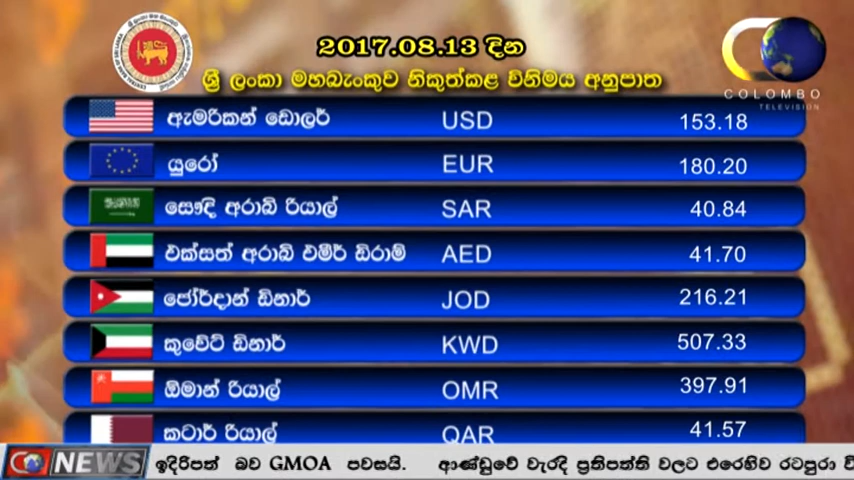 2017.08.13 දින
ශ්‍රී ලංකා මහබැංකුව නිකුත්කළ විනිමය අනුපාත
COLOMBO
TELEVISION
ඇමරිකන් ඩොලර් USD 153.18
යුරෝ EUR 180.20
සෞදි අරාබි රියාල් SAR 40.84
එක්සත් අරාබි එමීර් ඩිරාම් AED 41.70
ජෝර්දාන් ඩිනාර් JOD 216.21
කුවේට් ඩිනාර් KWD 507.33
ඕමාන් රියාල් OMR 397.91
කටාර් රියාල් QAR 41.57
NEWS ඉදිරිපත් බව GMOA පවසයි. ආණ්ඩුවේ වැරදි ප්‍රතිපත්ති වලට එරෙහිව රටපුරා